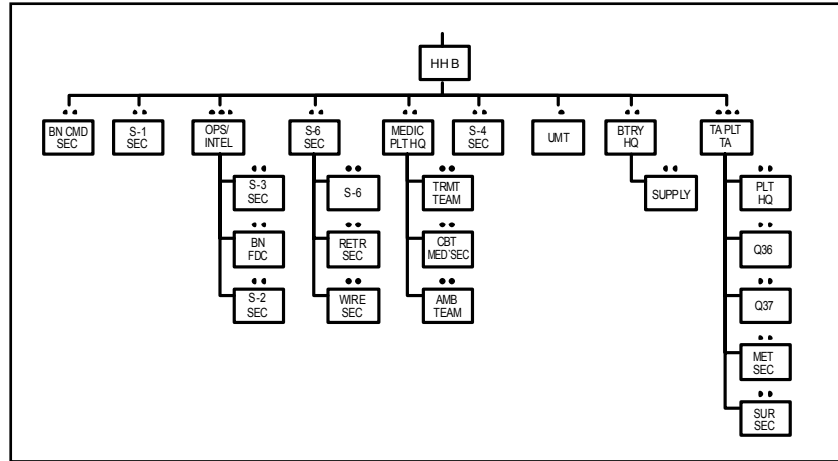 HHB
BN CMD
SEC
S-1
SEC
OPS/
INTEL
S-6
SEC
MEDIC
PLT HQ
S-4
SEC
UMT
BTRY
HQ
TA PLT
TA
S-3
SEC
BN
FDC
S-2
SEC
S-6
RETR
SEC
WIRE
SEC
TRMT
TEAM
CBT
MED`SEC
AMB
TEAM
SUPPLY
PLT
HQ
Q36
Q37
MET
SEC
SUR
SEC